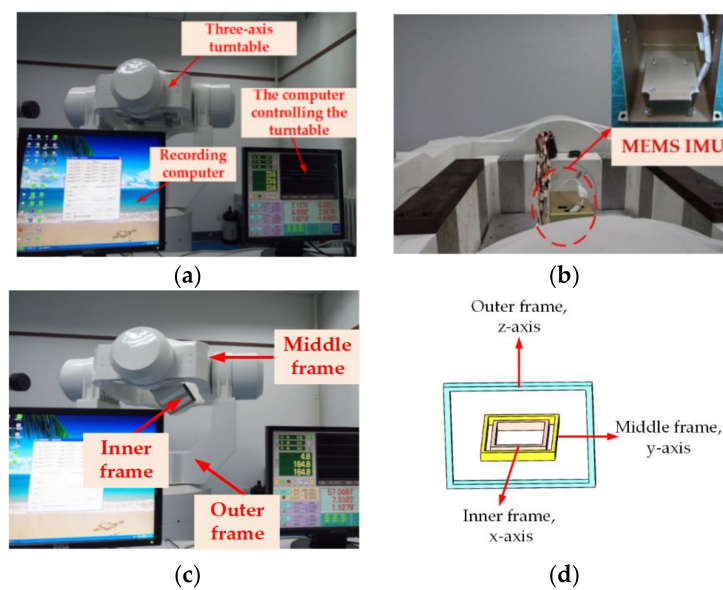 Three-axis
turntable
The computer
controlling the
turntable
Recording
computer
MEMS IMU
(a)
(b)
Middle
frame
Inner
frame
Outer
frame
Outer frame,
z-axis
Middle frame,
y-axis
Inner frame,
x-axis
(c)
(d)